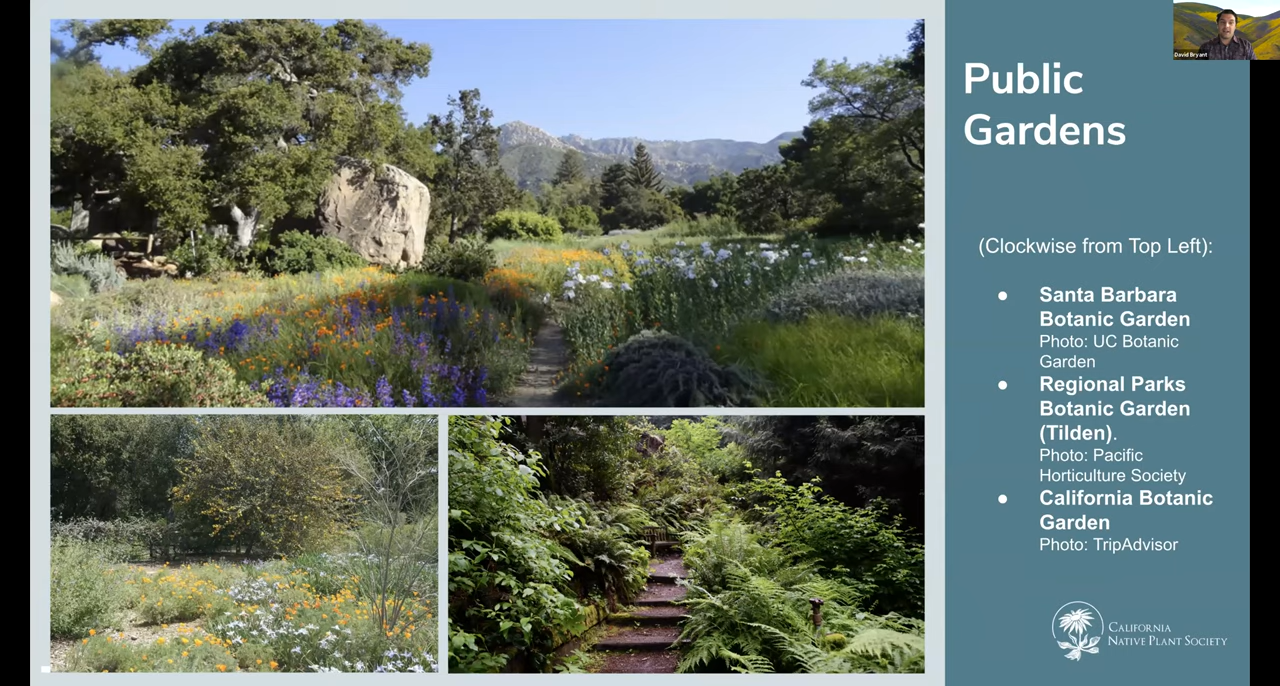 David Bryant
Public
Gardens
(Clockwise from Top Left):
● Santa Barbara
Botanic Garden
Photo: UC Botanic
Garden
● Regional Parks
Botanic Garden
(Tilden).
Photo: Pacific
Horticulture Society
● California Botanic
Garden
Photo: TripAdvisor
CALIFORNIA
NATIVE PLANT SOCIETY